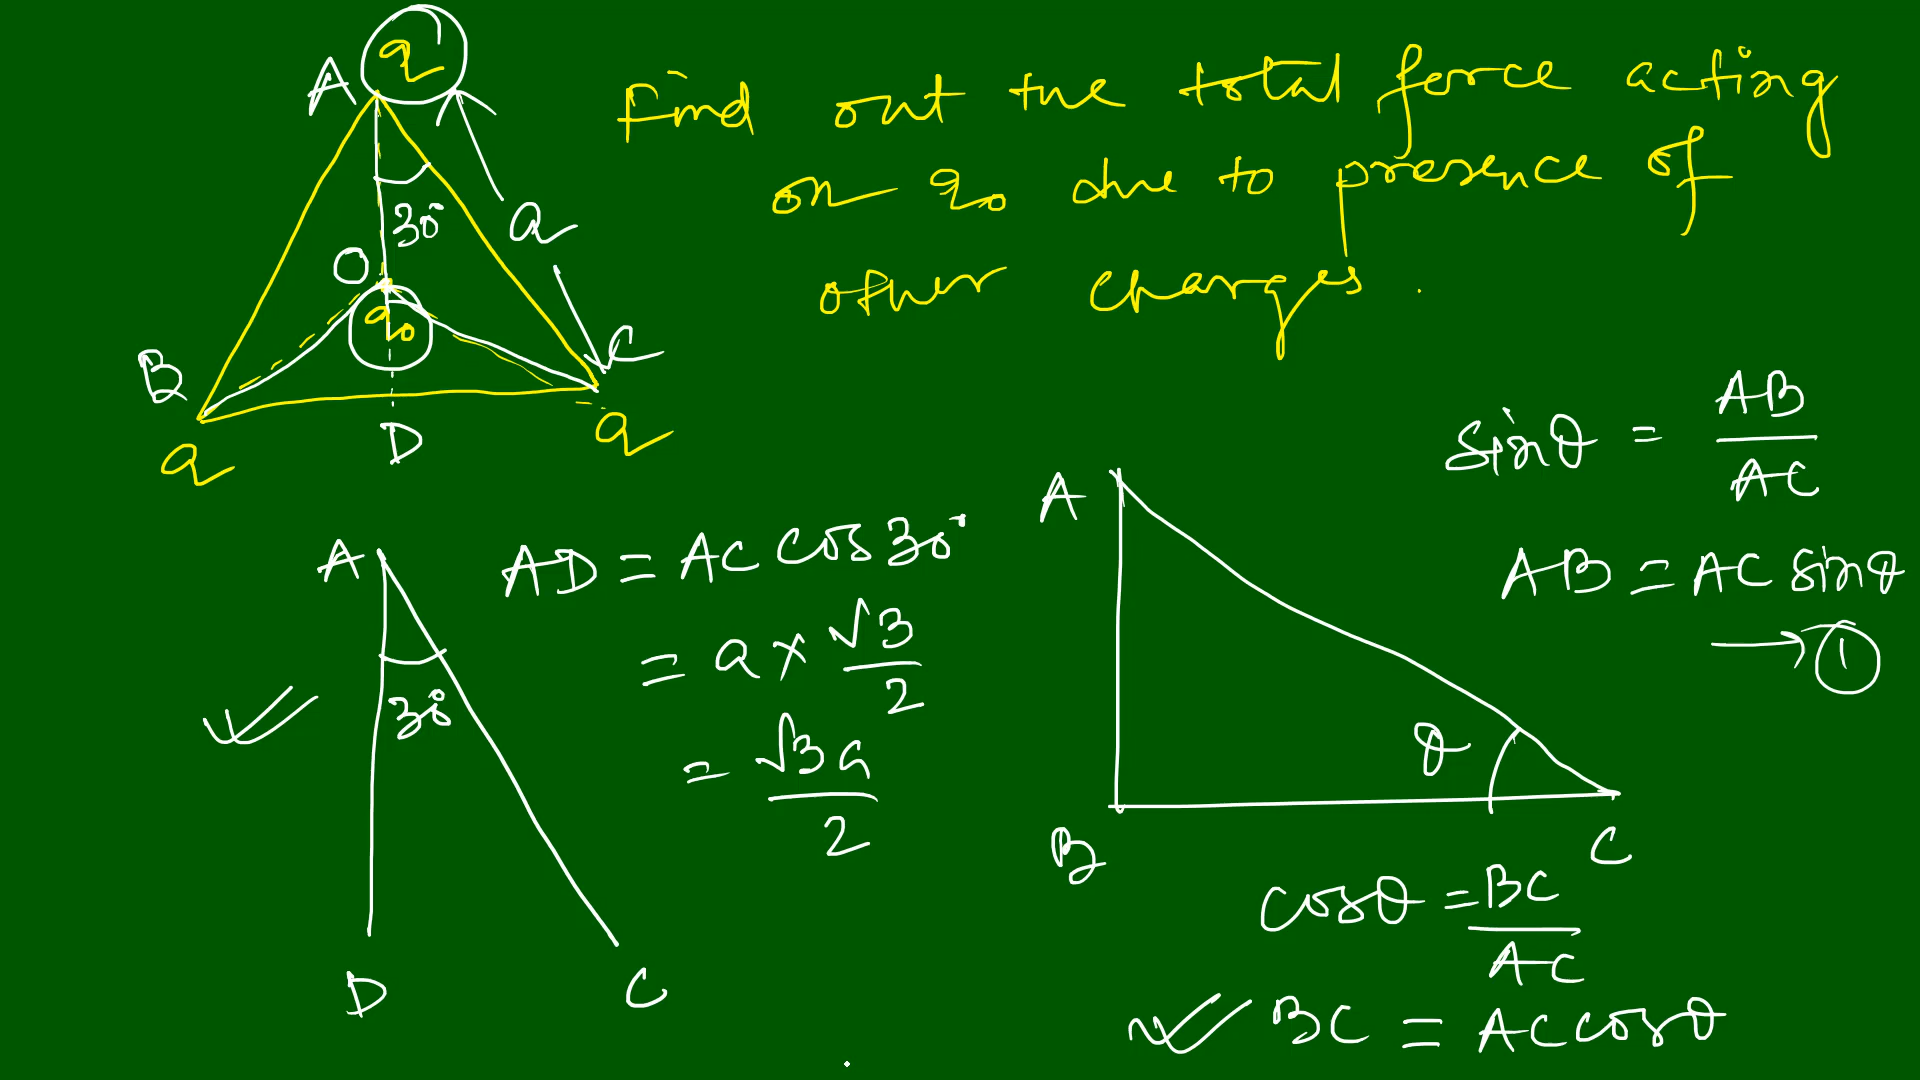 Find out the total force acting
on q₀ due to presence of
other charges.
q
A
30°
a
O
q₀
B
C
q
D
q
sinθ = AB/AC
AB = AC sinθ
→ ①
A
30°
D
C
AD = AC cos 30°
= a × √3/2
= √3a/2
A
θ
B
C
cosθ = BC/AC
BC = AC cosθ